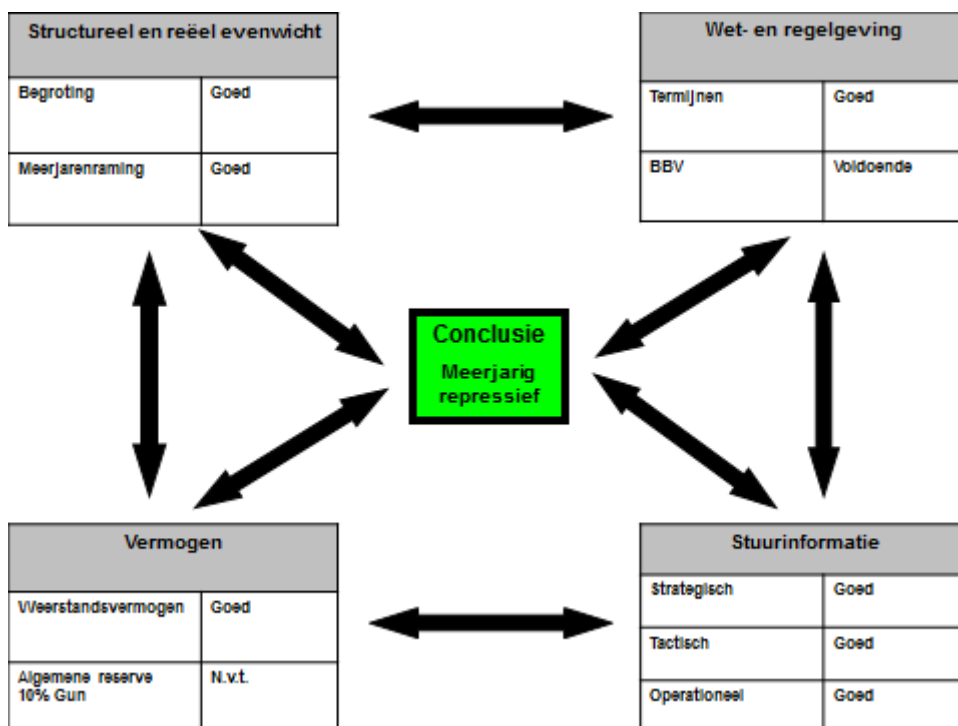 Structureel en reëel evenwicht
Begroting Goed
Meerjarenraming Goed
Wet- en regelgeving
Termijnen Goed
BBV Voldoende
Conclusie
Meerjarig
repressief
Vermogen
Weerstandsvermogen Goed
Algemene reserve N.v.t.
10% Gun
Stuurinformatie
Strategisch Goed
Tactisch Goed
Operationeel Goed